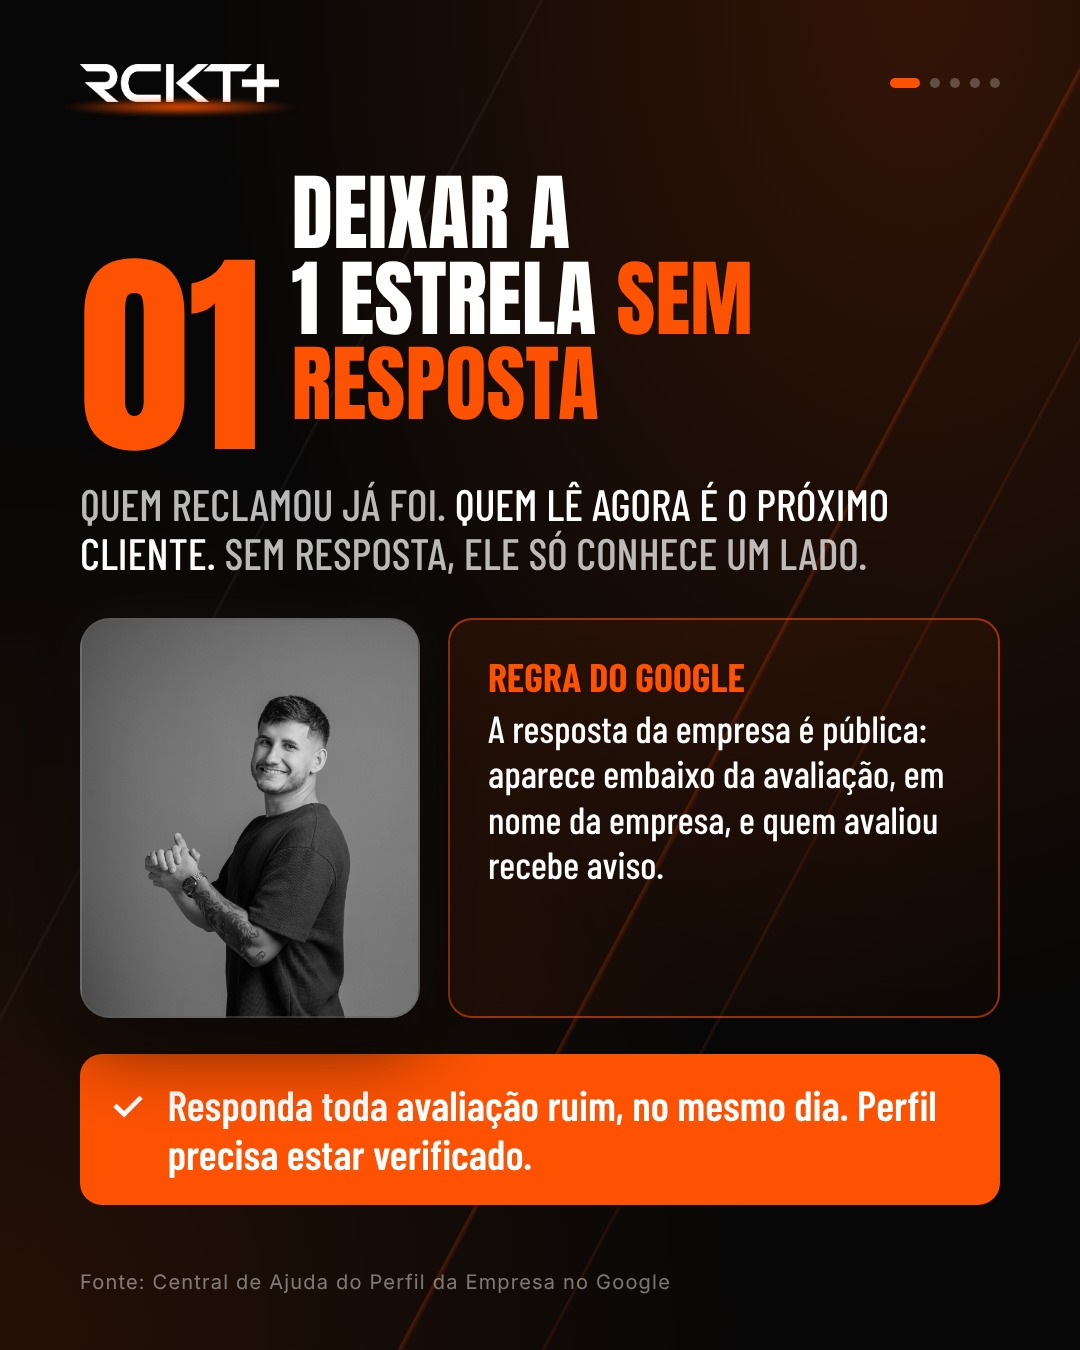 RCKT+
01
DEIXAR A
1 ESTRELA SEM
RESPOSTA
QUEM RECLAMOU JÁ FOI. QUEM LÊ AGORA É O PRÓXIMO
CLIENTE. SEM RESPOSTA, ELE SÓ CONHECE UM LADO.
REGRA DO GOOGLE
A resposta da empresa é pública:
aparece embaixo da avaliação, em
nome da empresa, e quem avaliou
recebe aviso.
Responda toda avaliação ruim, no mesmo dia. Perfil
precisa estar verificado.
Fonte: Central de Ajuda do Perfil da Empresa no Google